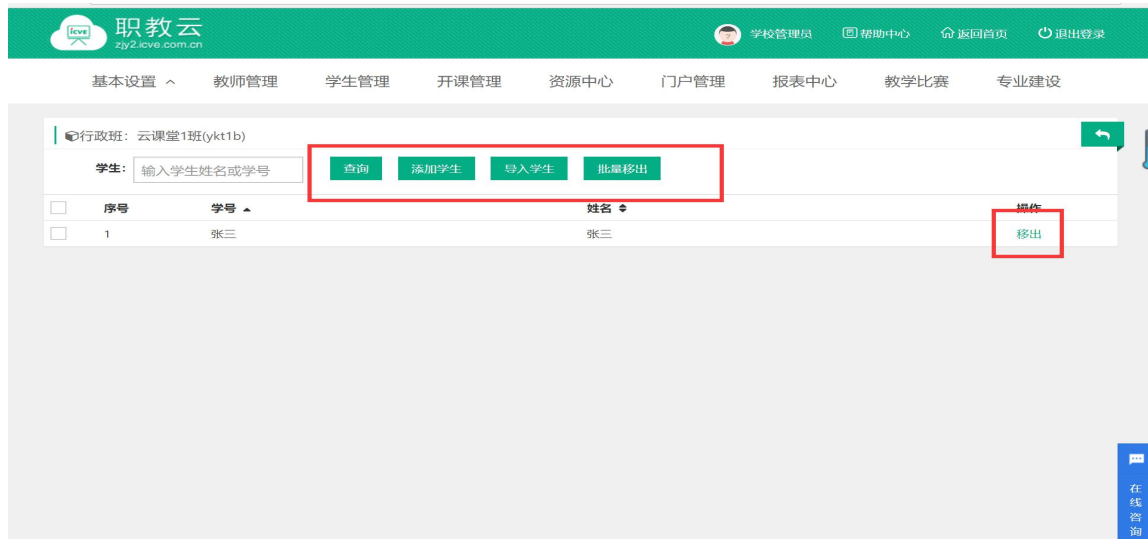 icve 职教云
zjy2.icve.com.cn
学校管理员 帮助中心 返回首页 退出登录
基本设置 教师管理 学生管理 开课管理 资源中心 门户管理 报表中心 教学比赛 专业建设
行政班：云课堂1班(ykt1b)
学生: 输入学生姓名或学号 查询 添加学生 导入学生 批量移出
序号 学号 姓名 操作
1 张三 张三 移出
在线咨询